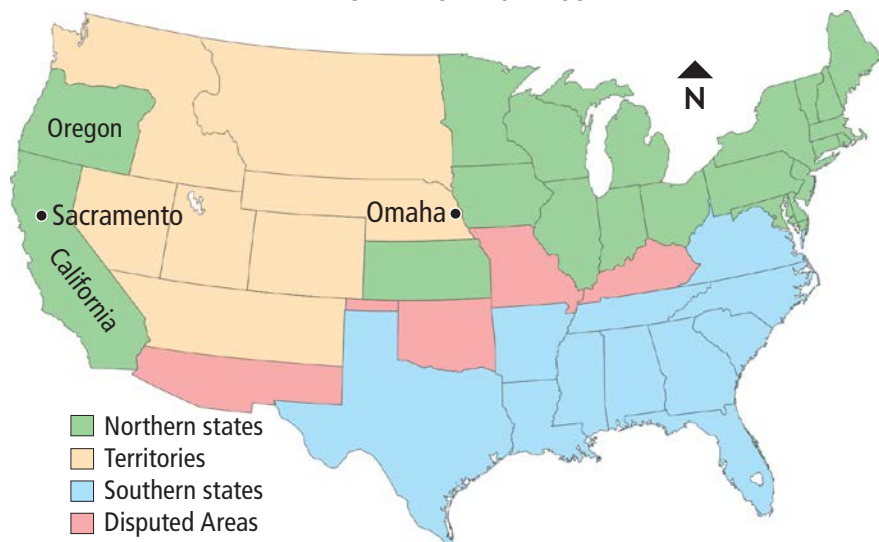 N
Oregon
Sacramento
Omaha
California
Northern states
Territories
Southern states
Disputed Areas